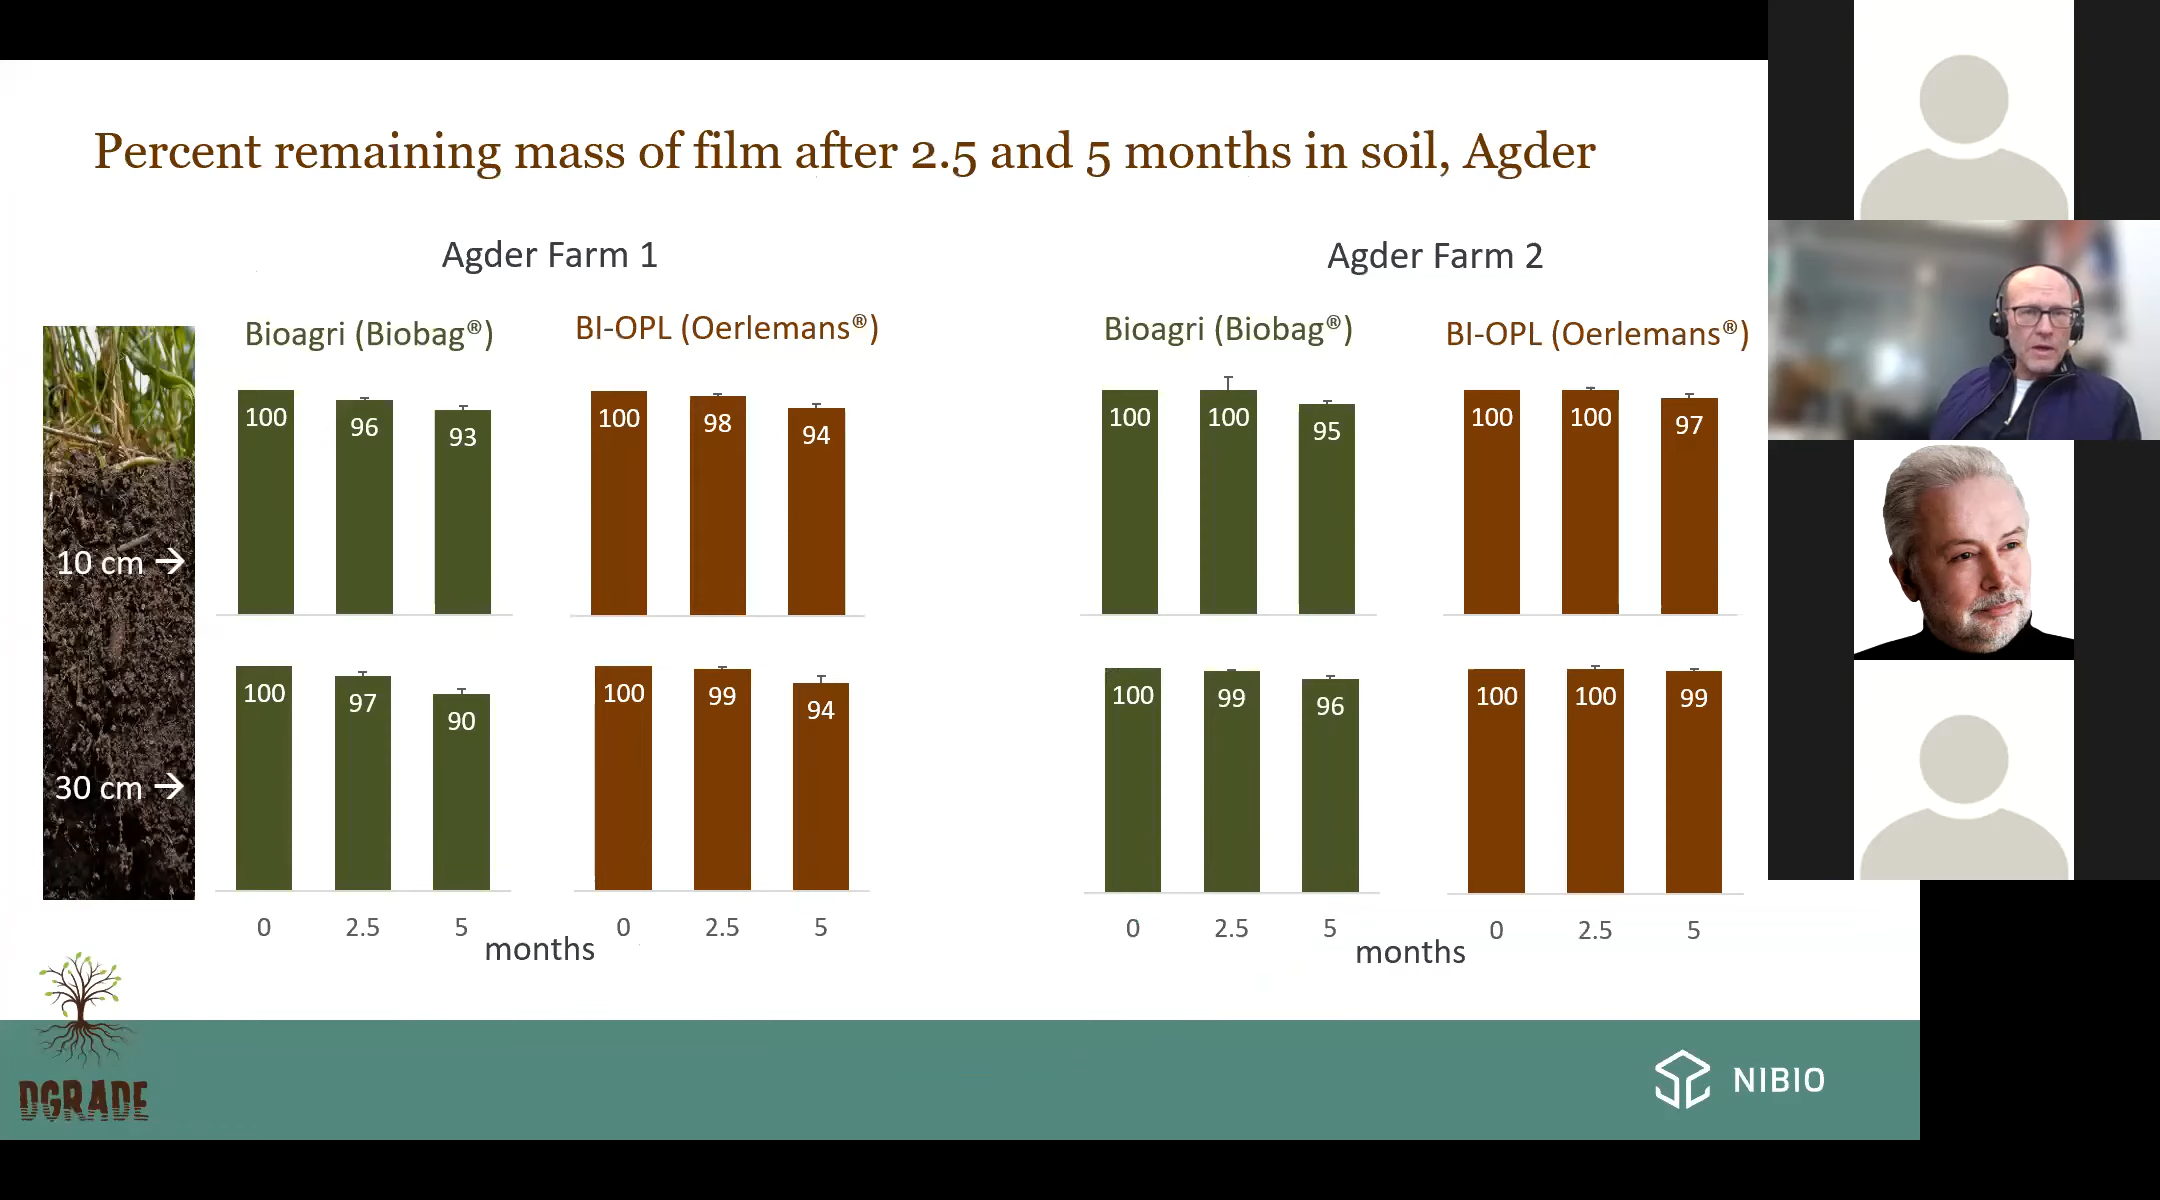 Percent remaining mass of film after 2.5 and 5 months in soil, Agder
Agder Farm 1
Agder Farm 2
Bioagri (Biobag®)
BI-OPL (Oerlemans®)
Bioagri (Biobag®)
BI-OPL (Oerlemans®)
10 cm →
100 96 93
100 98 94
100 100 95
100 100 97
30 cm →
100 97 90
100 99 94
100 99 96
100 100 99
0 2.5 5
0 2.5 5
months
0 2.5 5
0 2.5 5
months
DGRADE
NIBIO